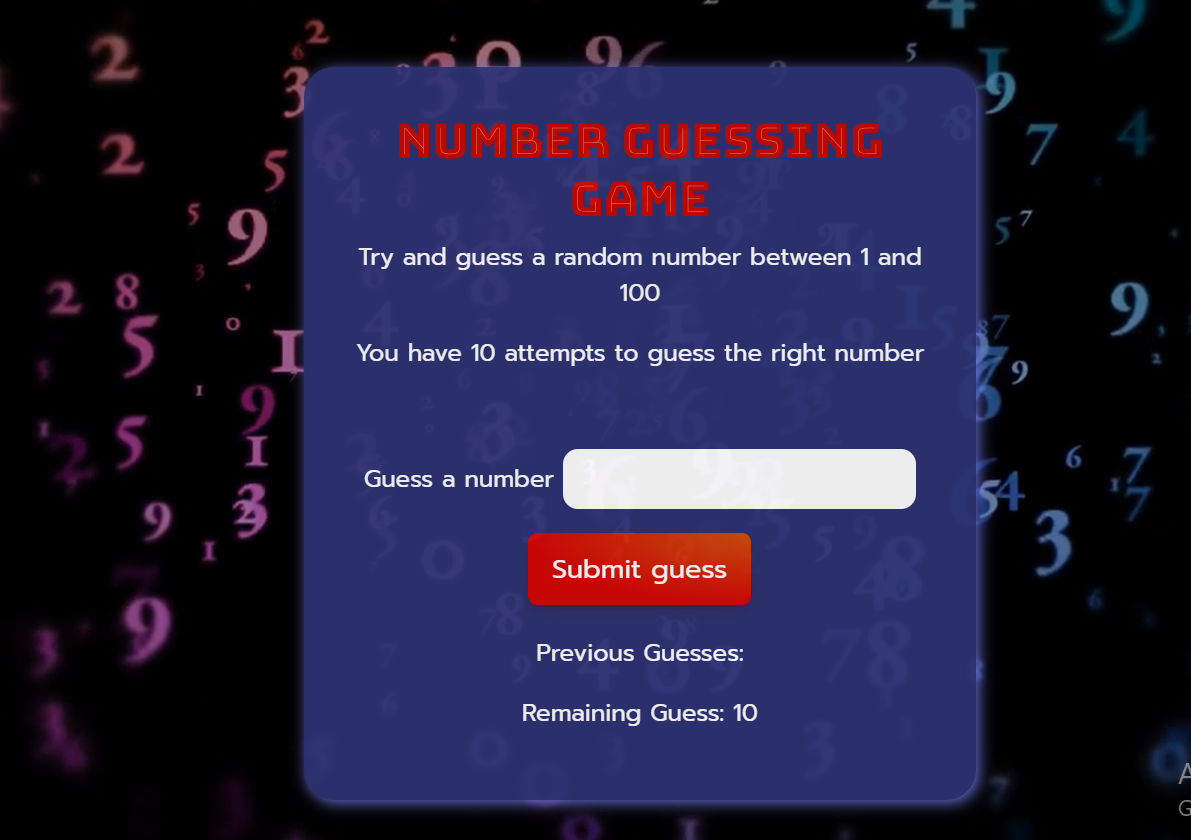 NUMBER GUESSING
GAME
Try and guess a random number between 1 and
100
You have 10 attempts to guess the right number
Guess a number
Submit guess
Previous Guesses:
Remaining Guess: 10